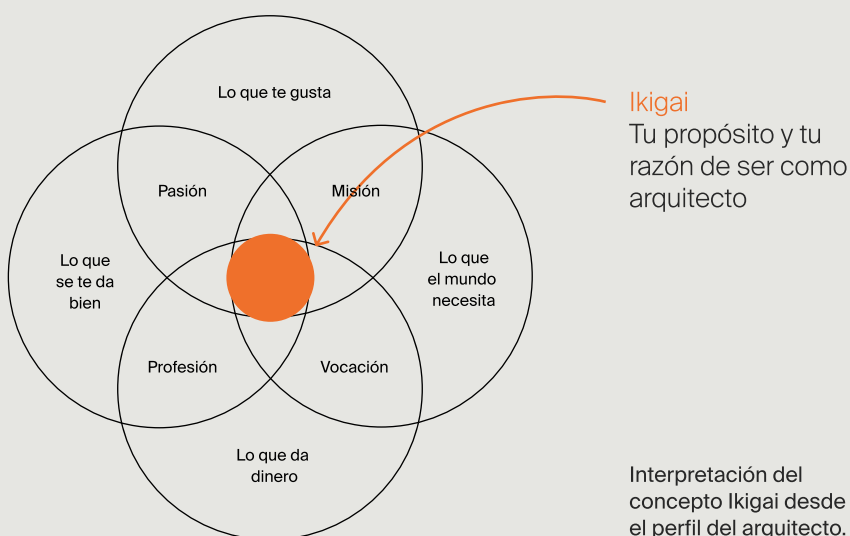 Lo que te gusta
Ikigai
Tu propósito y tu
razón de ser como
arquitecto
Pasión
Misión
Lo que
se te da
bien
Lo que
el mundo
necesita
Profesión
Vocación
Lo que da
dinero
Interpretación del
concepto Ikigai desde
el perfil del arquitecto.